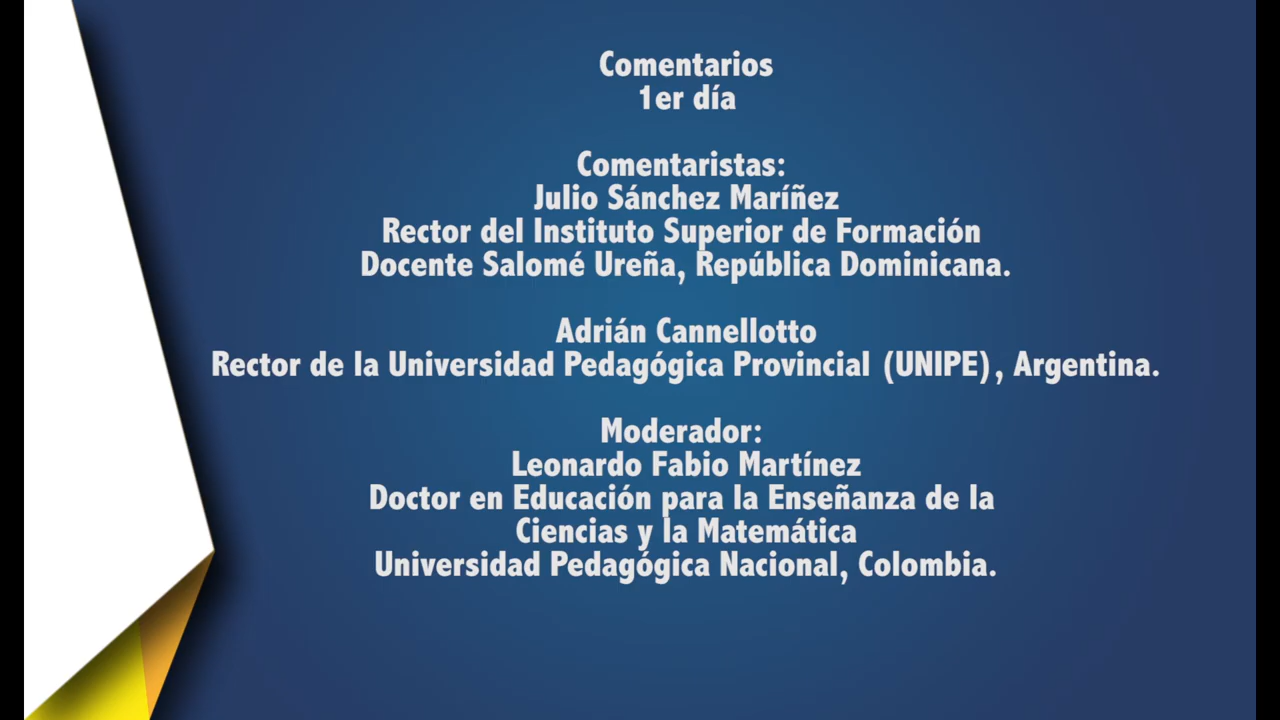 Comentarios
1er día
Comentaristas:
Julio Sánchez Maríñez
Rector del Instituto Superior de Formación
Docente Salomé Ureña, República Dominicana.
Adrián Cannellotto
Rector de la Universidad Pedagógica Provincial (UNIPE), Argentina.
Moderador:
Leonardo Fabio Martínez
Doctor en Educación para la Enseñanza de la
Ciencias y la Matemática
Universidad Pedagógica Nacional, Colombia.